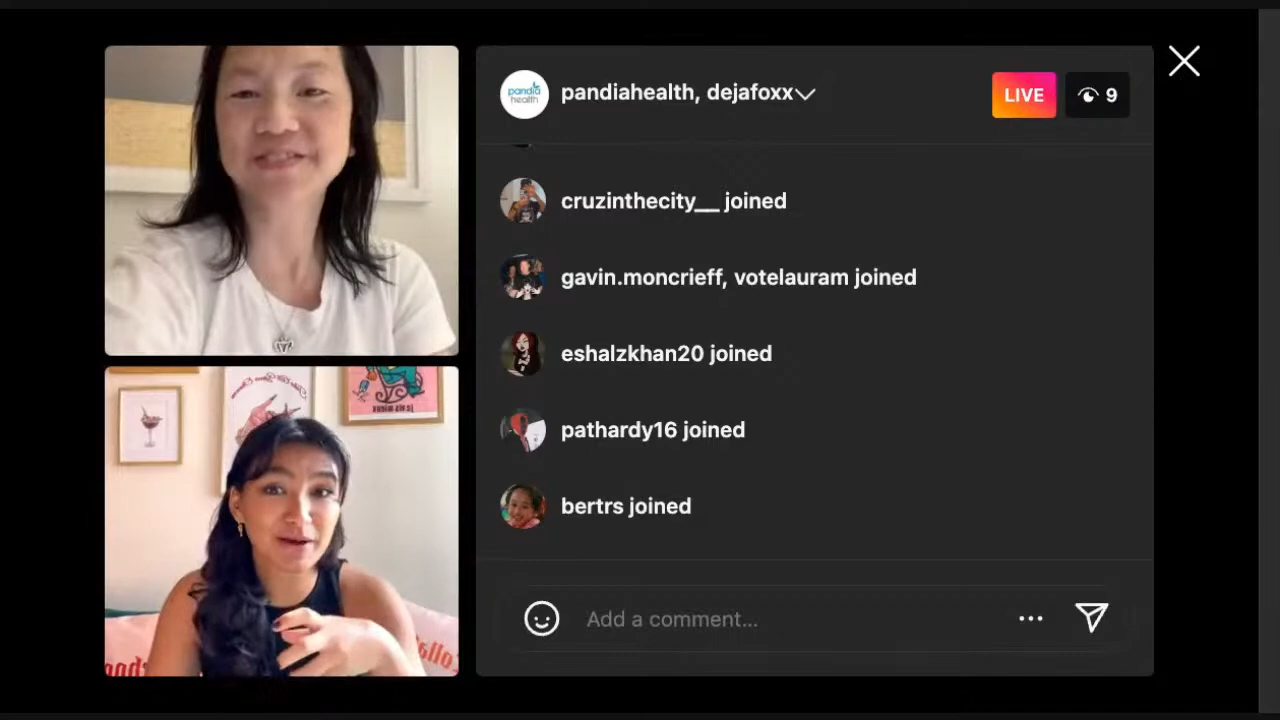 pandia
health
pandiahealth, dejafoxx
LIVE
9
cruzinthecity__ joined
gavin.moncrieff, votelauram joined
eshalzkhan20 joined
pathardy16 joined
bertrs joined
Add a comment...